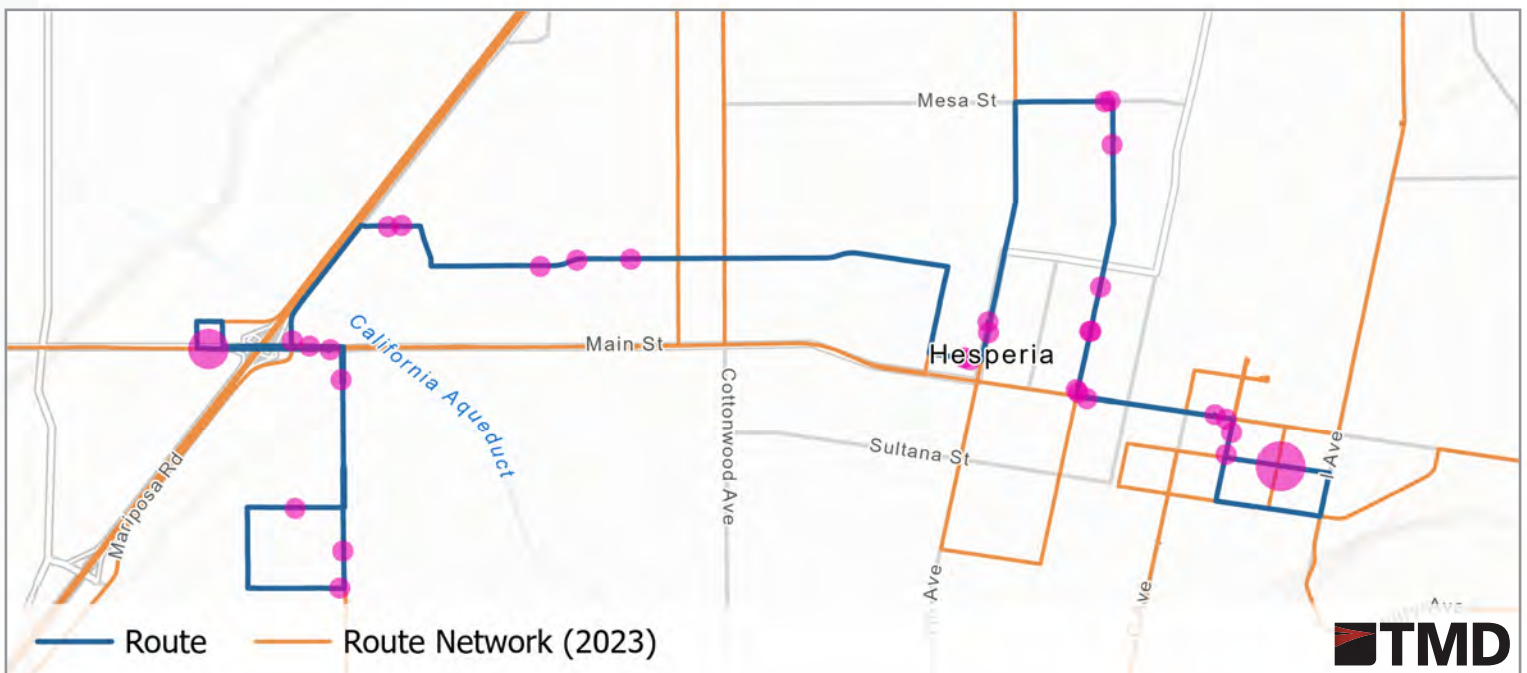 Mesa St
California Aqueduct
Main St
Hesperia
Cottonwood Ave
Sultana St
I Ave
Mariposa Rd
Ave
Ave
Ave
Route
Route Network (2023)
TMD